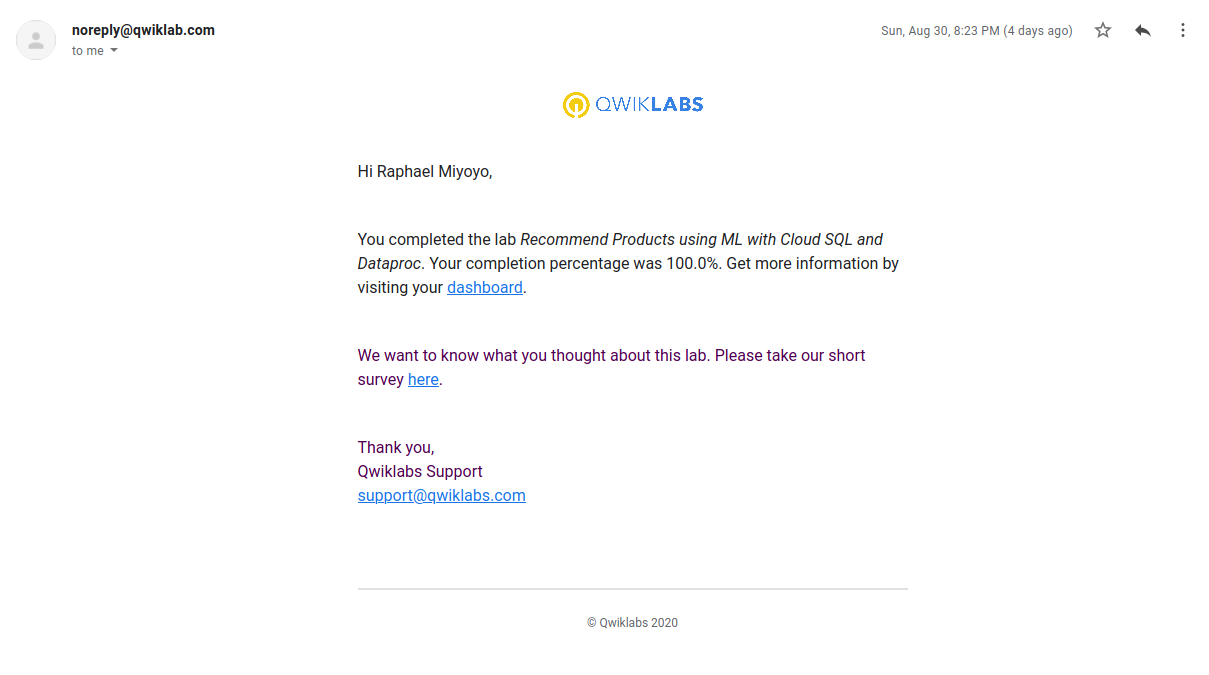 noreply@qwiklab.com
Sun, Aug 30, 8:23 PM (4 days ago)
to me
QWIKLABS
Hi Raphael Miyoyo,
You completed the lab Recommend Products using ML with Cloud SQL and
Dataproc. Your completion percentage was 100.0%. Get more information by
visiting your dashboard.
We want to know what you thought about this lab. Please take our short
survey here.
Thank you,
Qwiklabs Support
support@qwiklabs.com
© Qwiklabs 2020